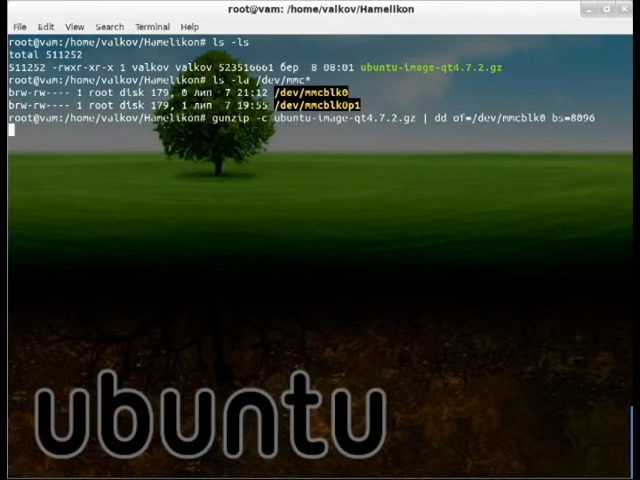 root@vam: /home/valkov/Hamelikon
File Edit View Search Terminal Help
root@vam:/home/valkov/Hamelikon# ls -ls
total 511252
511252 -rwxr-xr-x 1 valkov valkov 523516661 бер 8 08:01 ubuntu-image-qt4.7.2.gz
root@vam:/home/valkov/Hamelikon# ls -la /dev/mmc*
brw-rw---- 1 root disk 179, 0 лип 7 21:12 /dev/mmcblk0
brw-rw---- 1 root disk 179, 1 лип 7 19:55 /dev/mmcblk0p1
root@vam:/home/valkov/Hamelikon# gunzip -c ubuntu-image-qt4.7.2.gz | dd of=/dev/mmcblk0 bs=8096
ubuntu